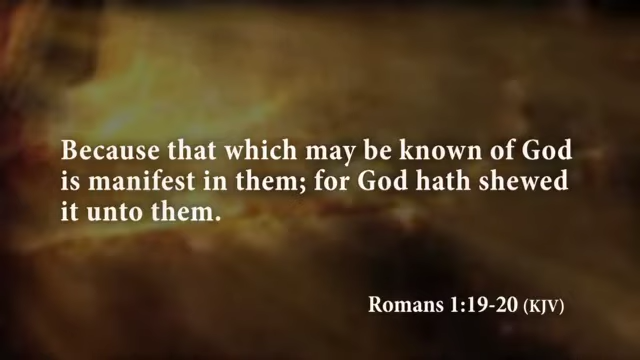 Because that which may be known of God
is manifest in them; for God hath shewed
it unto them.
Romans 1:19-20 (KJV)